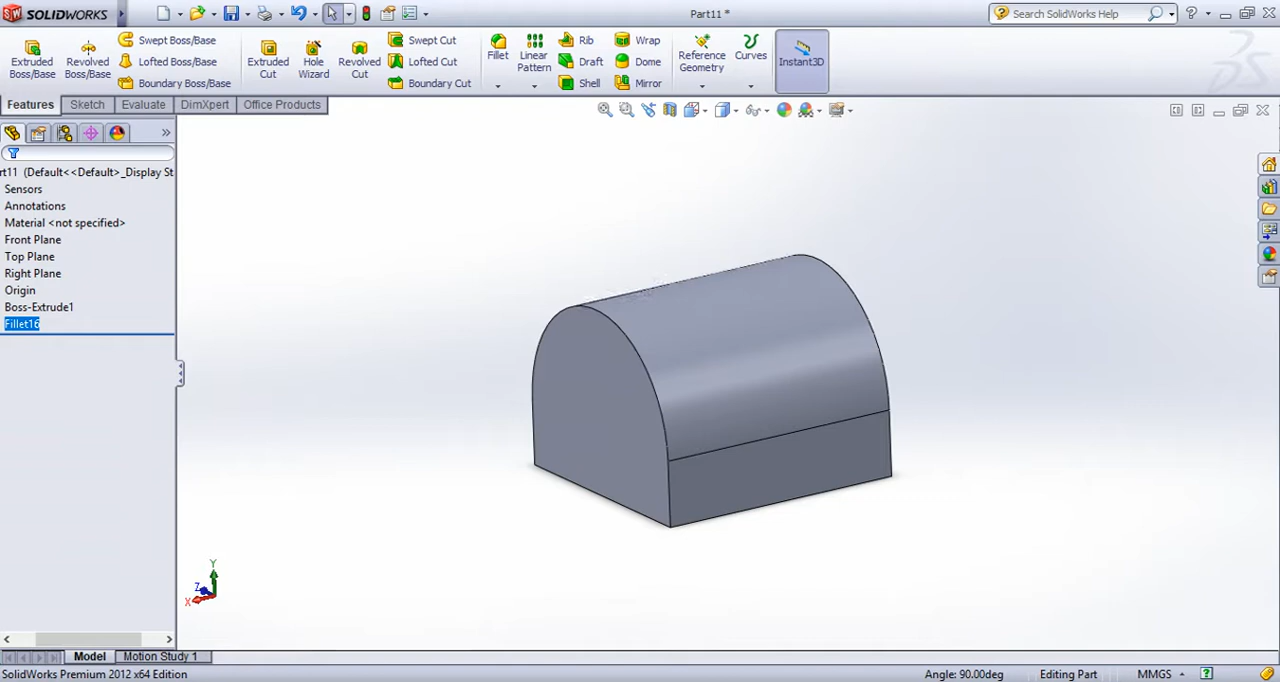 SOLIDWORKS
Part11 *
Search SolidWorks Help
Extruded Boss/Base
Revolved Boss/Base
Swept Boss/Base
Lofted Boss/Base
Boundary Boss/Base
Extruded Cut
Hole Wizard
Revolved Cut
Swept Cut
Lofted Cut
Boundary Cut
Fillet
Linear Pattern
Rib
Draft
Shell
Wrap
Dome
Mirror
Reference Geometry
Curves
Instant3D
Features Sketch Evaluate DimXpert Office Products
rt11 (Default<<Default>_Display St
Sensors
Annotations
Material <not specified>
Front Plane
Top Plane
Right Plane
Origin
Boss-Extrude1
Fillet16
Y
Z
X
Model Motion Study 1
SolidWorks Premium 2012 x64 Edition
Angle: 90.00deg
Editing Part
MMGS